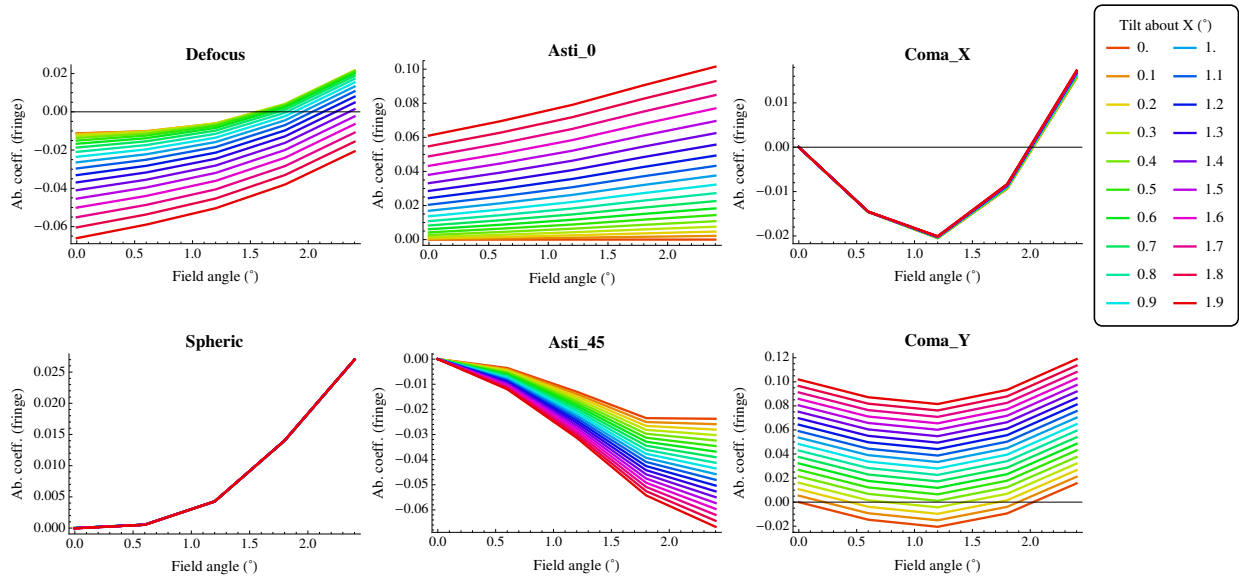 Defocus
Ab. coeff. (fringe)
0.02
0.00
−0.02
−0.04
−0.06
0.0 0.5 1.0 1.5 2.0
Field angle (°)
Asti_0
Ab. coeff. (fringe)
0.10
0.08
0.06
0.04
0.02
0.00
0.0 0.5 1.0 1.5 2.0
Field angle (°)
Coma_X
Ab. coeff. (fringe)
0.01
0.00
−0.01
−0.02
0.0 0.5 1.0 1.5 2.0
Field angle (°)
Tilt about X (°)
0. 1.
0.1 1.1
0.2 1.2
0.3 1.3
0.4 1.4
0.5 1.5
0.6 1.6
0.7 1.7
0.8 1.8
0.9 1.9
Spheric
Ab. coeff. (fringe)
0.025
0.020
0.015
0.010
0.005
0.000
0.0 0.5 1.0 1.5 2.0
Field angle (°)
Asti_45
Ab. coeff. (fringe)
0.00
−0.01
−0.02
−0.03
−0.04
−0.05
−0.06
0.0 0.5 1.0 1.5 2.0
Field angle (°)
Coma_Y
Ab. coeff. (fringe)
0.12
0.10
0.08
0.06
0.04
0.02
0.00
−0.02
0.0 0.5 1.0 1.5 2.0
Field angle (°)